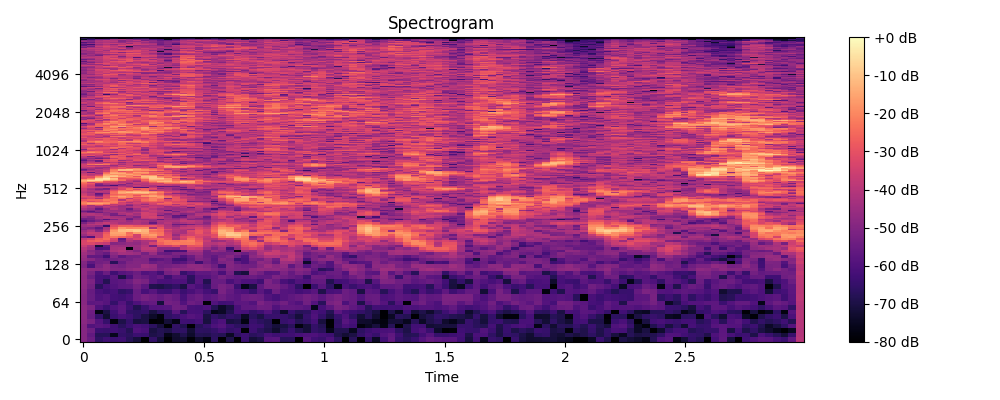 Spectrogram
Hz
4096
2048
1024
512
256
128
64
0
0
0.5
1
1.5
2
2.5
Time
+0 dB
-10 dB
-20 dB
-30 dB
-40 dB
-50 dB
-60 dB
-70 dB
-80 dB